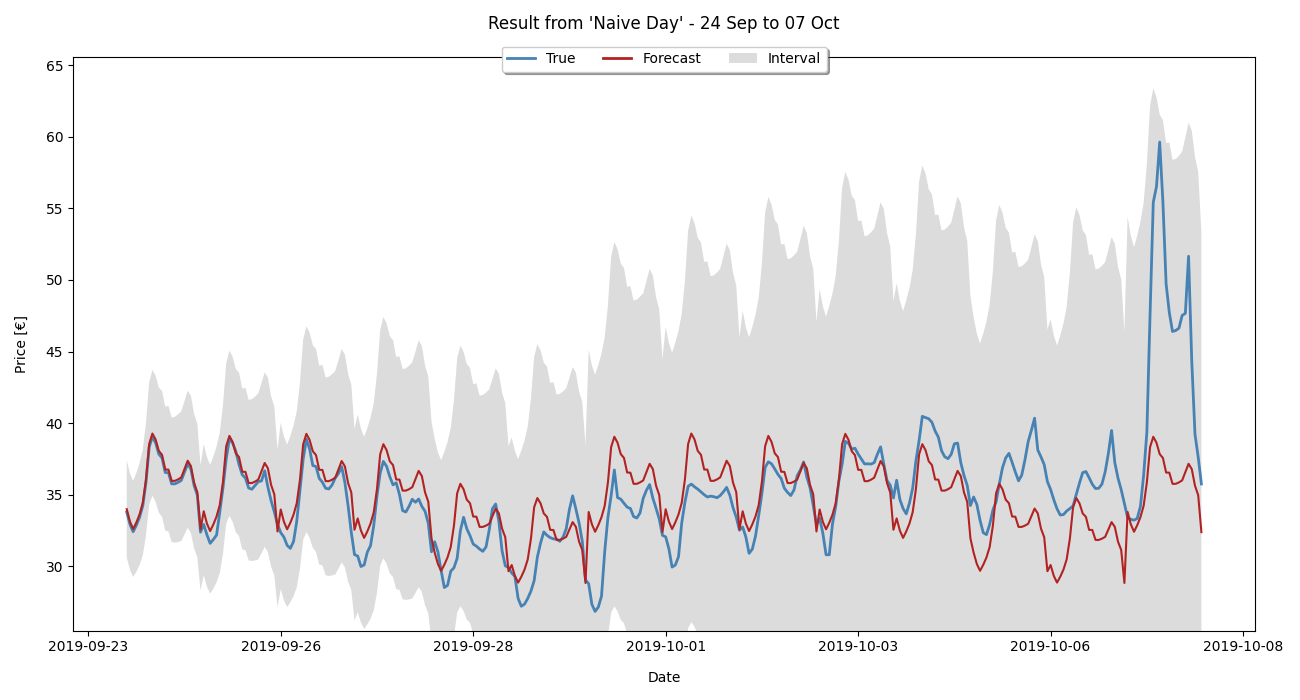 Result from 'Naive Day' - 24 Sep to 07 Oct
True Forecast Interval
65
60
55
50
45
40
35
30
Price [€]
2019-09-23 2019-09-26 2019-09-28 2019-10-01 2019-10-03 2019-10-06 2019-10-08
Date